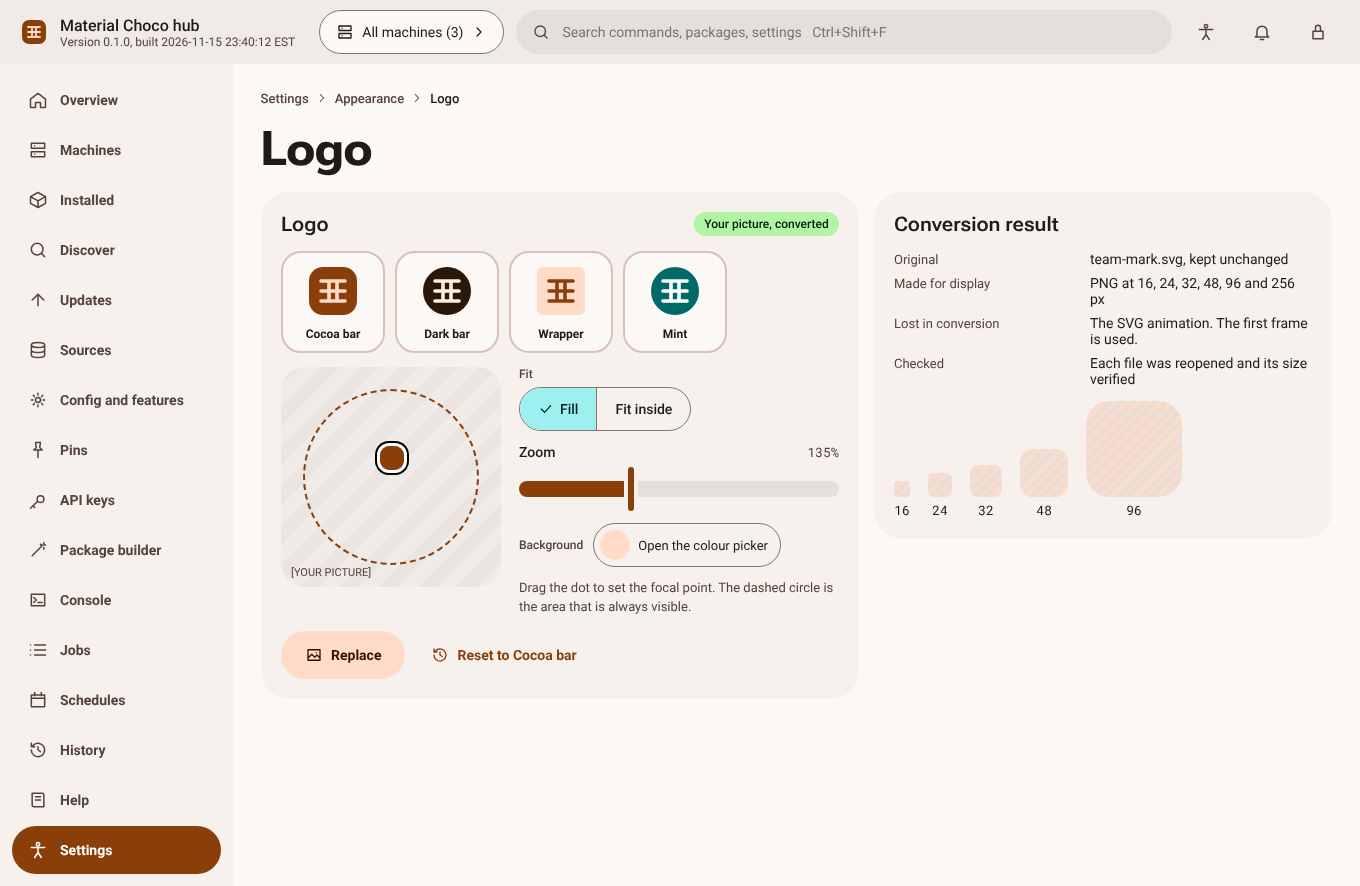 Material Choco hub
Version 0.1.0, built 2026-11-15 23:40:12 EST
All machines (3)
Search commands, packages, settings Ctrl+Shift+F
Overview
Machines
Installed
Discover
Updates
Sources
Config and features
Pins
API keys
Package builder
Console
Jobs
Schedules
History
Help
Settings
Settings > Appearance > Logo
Logo
Logo
Your picture, converted
Cocoa bar
Dark bar
Wrapper
Mint
[YOUR PICTURE]
Fit
Fill
Fit inside
Zoom
135%
Background
Open the colour picker
Drag the dot to set the focal point. The dashed circle is
the area that is always visible.
Replace
Reset to Cocoa bar
Conversion result
Original
team-mark.svg, kept unchanged
Made for display
PNG at 16, 24, 32, 48, 96 and 256
px
Lost in conversion
The SVG animation. The first frame
is used.
Checked
Each file was reopened and its size
verified
16
24
32
48
96